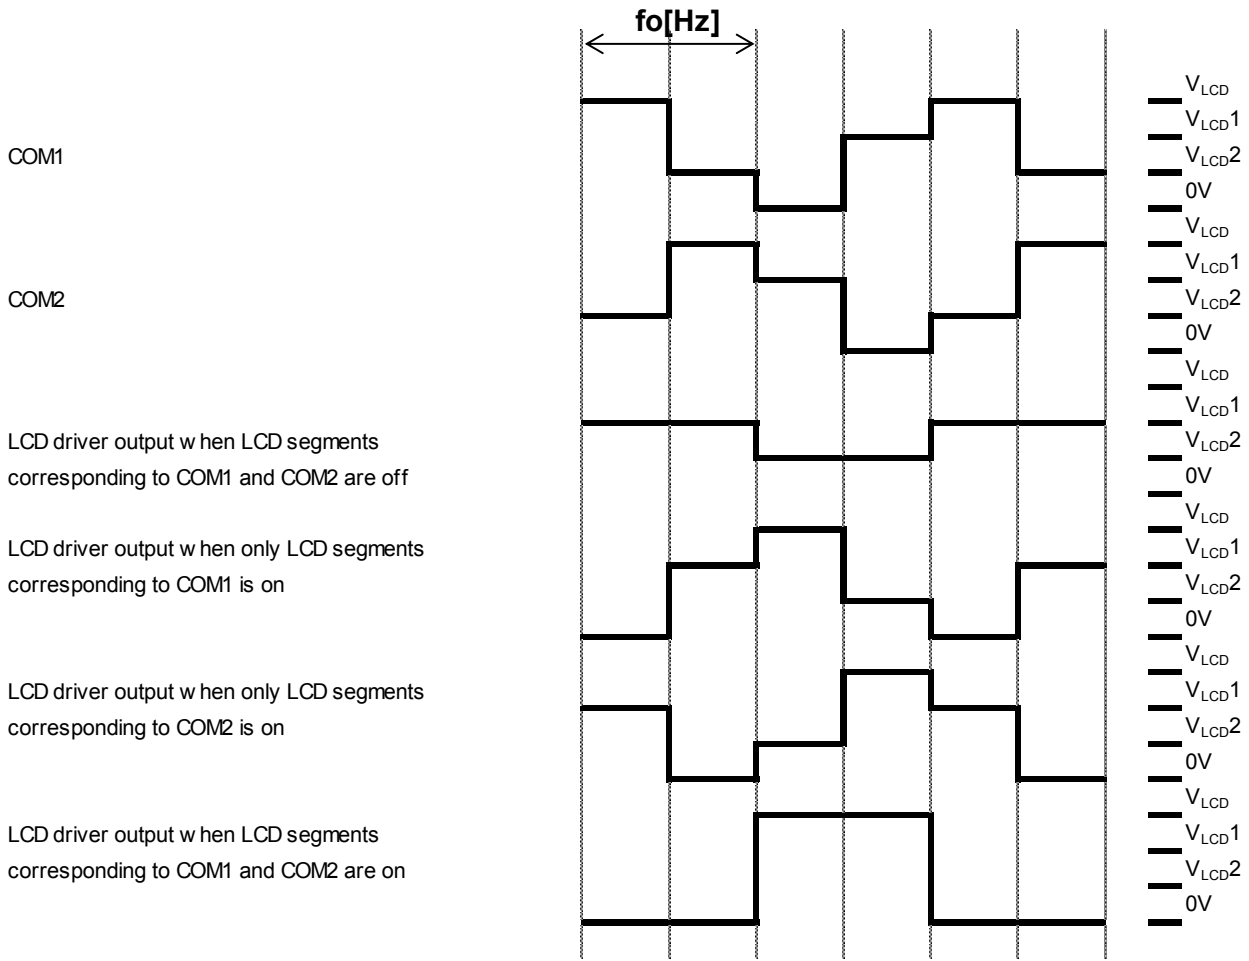 fo[Hz]
VLCD
VLCD1
COM1
VLCD2
0V
VLCD
VLCD1
COM2
VLCD2
0V
VLCD
VLCD1
LCD driver output w hen LCD segments
VLCD2
corresponding to COM1 and COM2 are off
0V
VLCD
LCD driver output w hen only LCD segments
VLCD1
corresponding to COM1 is on
VLCD2
0V
VLCD
LCD driver output w hen only LCD segments
VLCD1
corresponding to COM2 is on
VLCD2
0V
VLCD
LCD driver output w hen LCD segments
VLCD1
corresponding to COM1 and COM2 are on
VLCD2
0V